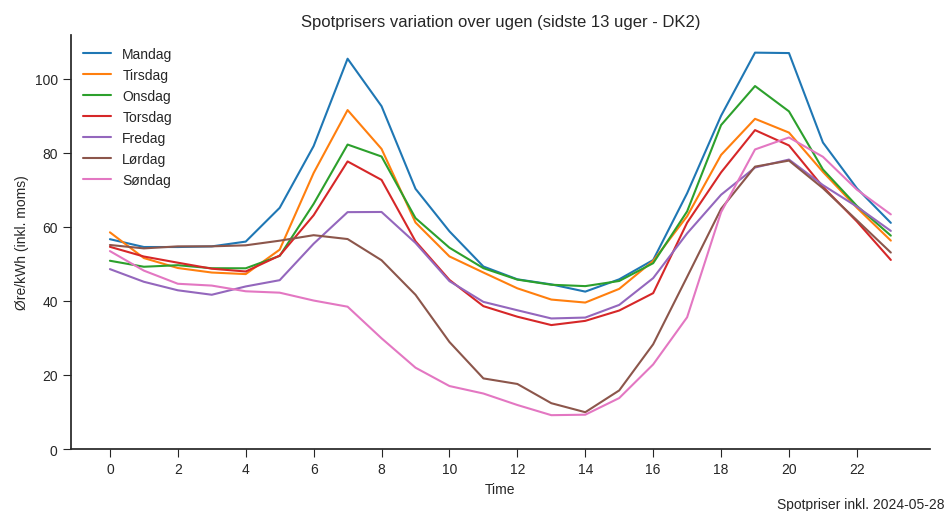 Spotprisers variation over ugen (sidste 13 uger - DK2)
Mandag
Tirsdag
Onsdag
Torsdag
Fredag
Lørdag
Søndag
Øre/kWh (inkl. moms)
100
80
60
40
20
0
0 2 4 6 8 10 12 14 16 18 20 22
Time
Spotpriser inkl. 2024-05-28